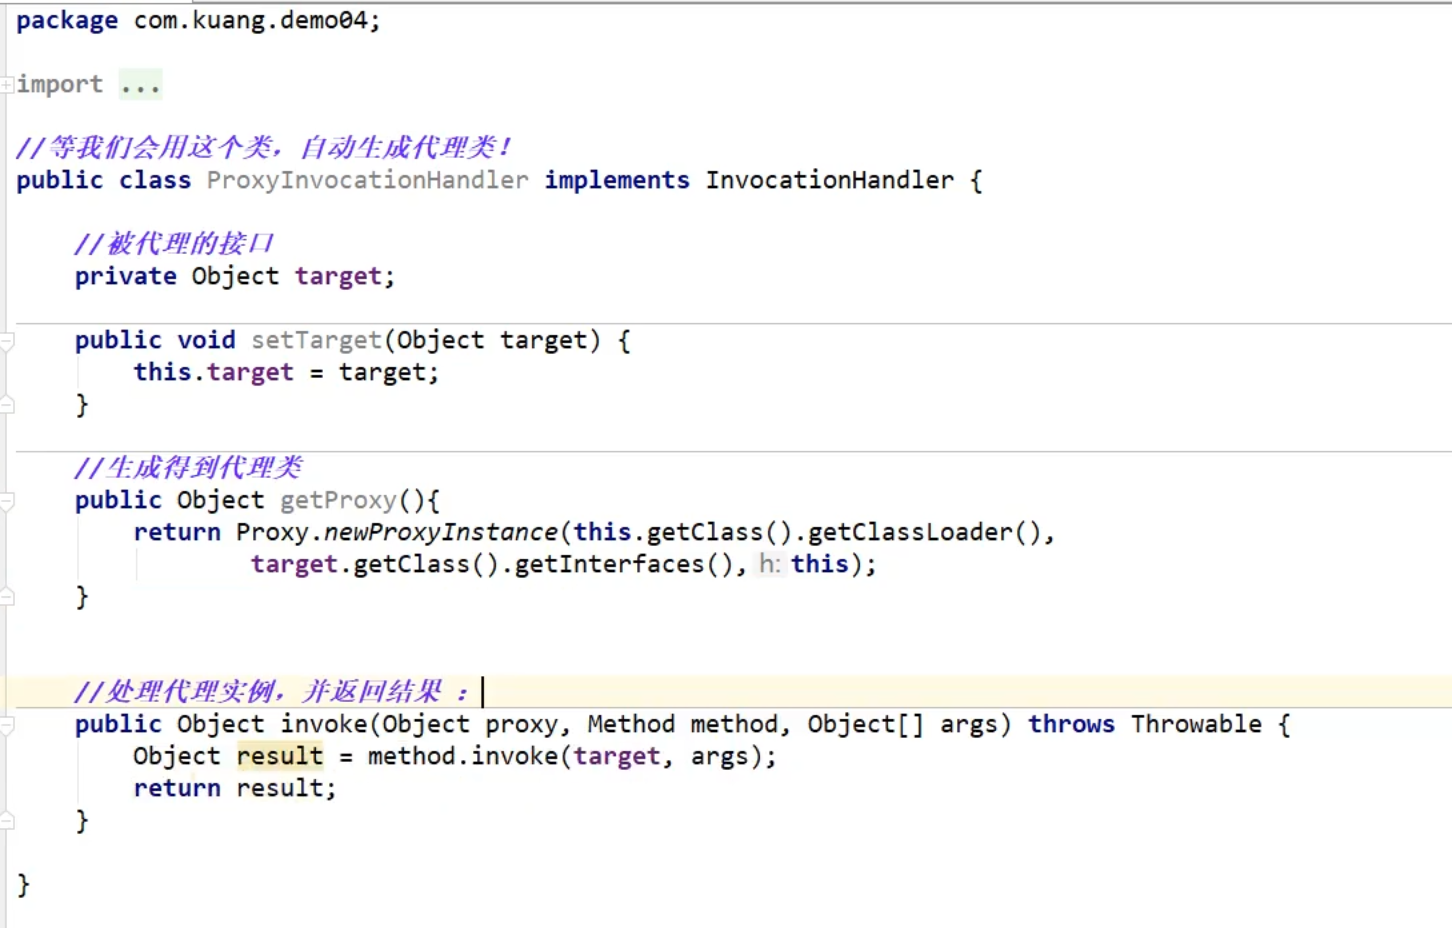 package com.kuang.demo04;
import ...
//等我们会用这个类，自动生成代理类！
public class ProxyInvocationHandler implements InvocationHandler {
//被代理的接口
private Object target;
public void setTarget(Object target) {
this.target = target;
}
//生成得到代理类
public Object getProxy(){
return Proxy.newProxyInstance(this.getClass().getClassLoader(),
target.getClass().getInterfaces(), h: this);
}
//处理代理实例，并返回结果 ：
public Object invoke(Object proxy, Method method, Object[] args) throws Throwable {
Object result = method.invoke(target, args);
return result;
}
}